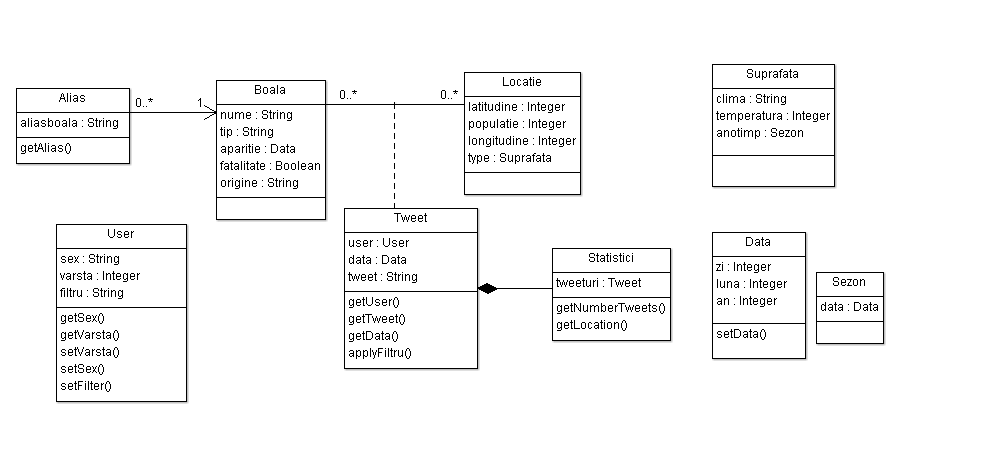 Alias
aliasboala : String
getAlias()
0..*
1
Boala
nume : String
tip : String
aparitie : Data
fatalitate : Boolean
origine : String
0..*
0..*
Locatie
latitudine : Integer
populatie : Integer
longitudine : Integer
type : Suprafata
Suprafata
clima : String
temperatura : Integer
anotimp : Sezon
User
sex : String
varsta : Integer
filtru : String
getSex()
getVarsta()
setVarsta()
setSex()
setFilter()
Tweet
user : User
data : Data
tweet : String
getUser()
getTweet()
getData()
applyFiltru()
Statistici
tweeturi : Tweet
getNumberTweets()
getLocation()
Data
zi : Integer
luna : Integer
an : Integer
setData()
Sezon
data : Data